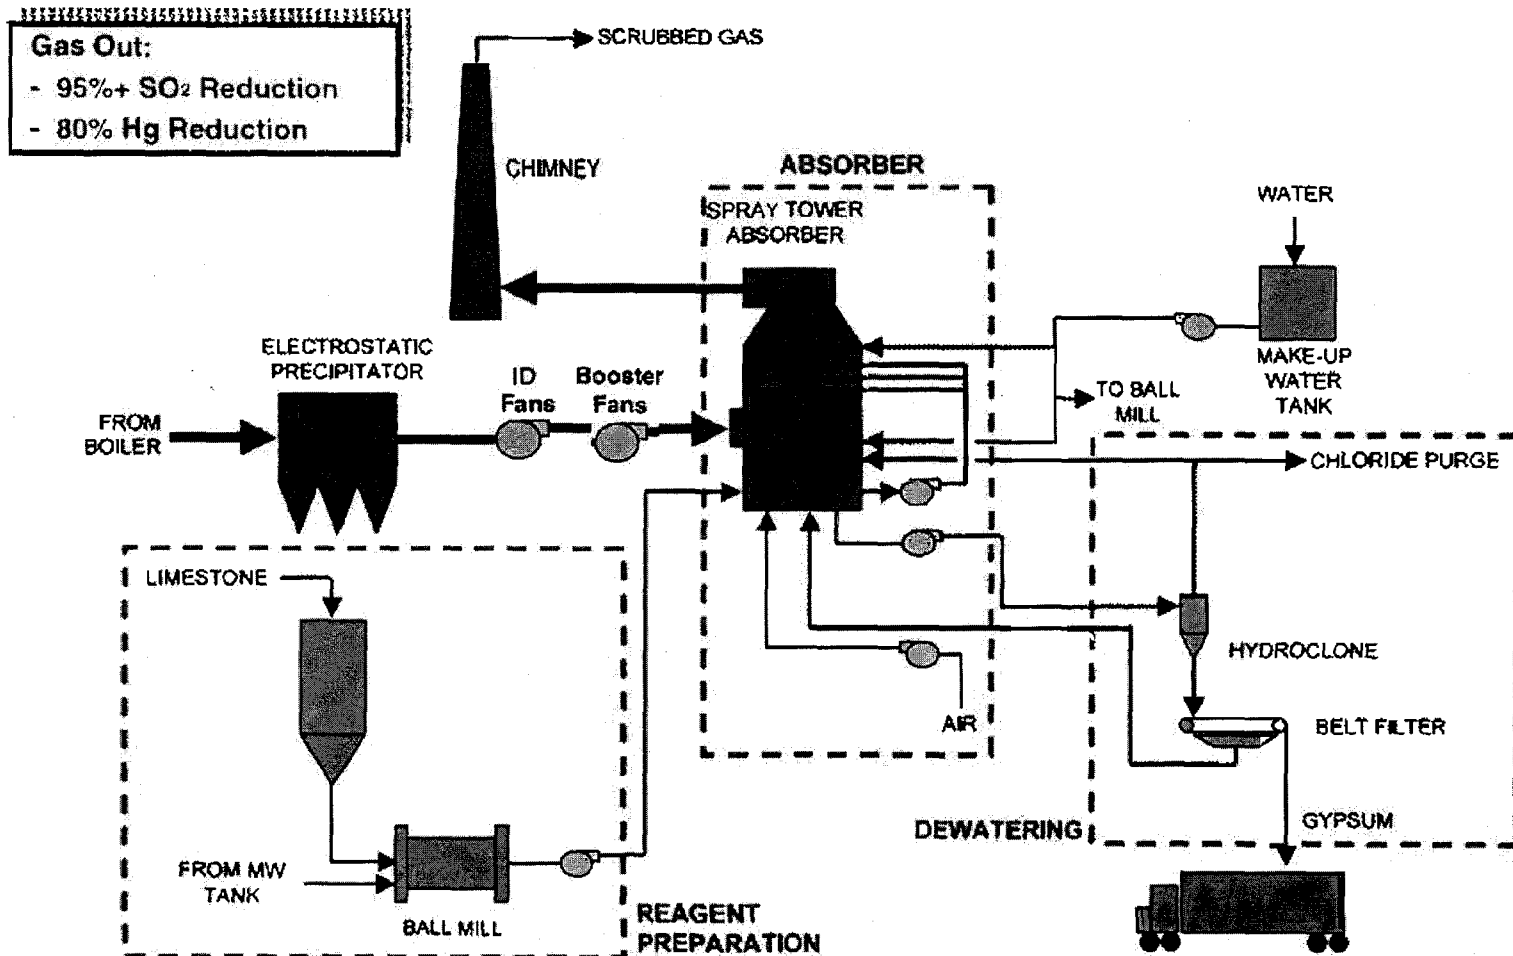 Gas Out:
- 95%+ SO2 Reduction
- 80% Hg Reduction
SCRUBBED GAS
CHIMNEY
ABSORBER
SPRAY TOWER
ABSORBER
WATER
MAKE-UP
WATER
TANK
ELECTROSTATIC
PRECIPITATOR
ID
Fans
Booster
Fans
FROM
BOILER
TO BALL
MILL
CHLORIDE PURGE
LIMESTONE
HYDROCLONE
AIR
BELT FILTER
DEWATERING
GYPSUM
FROM MW
TANK
BALL MILL
REAGENT
PREPARATION